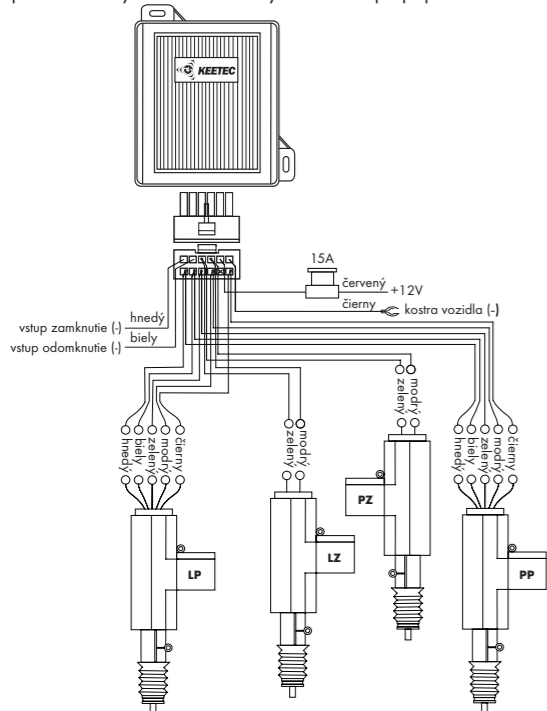 KEETEC
15A
červený
+12V
čierny
kostra vozidla (-)
hnedý
vstup zamknutie (-)
biely
vstup odomknutie (-)
hnedý
biely
zelený
modrý
čierny
zelený
modrý
zelený
modrý
hnedý
biely
zelený
modrý
čierny
LP
LZ
PZ
PP